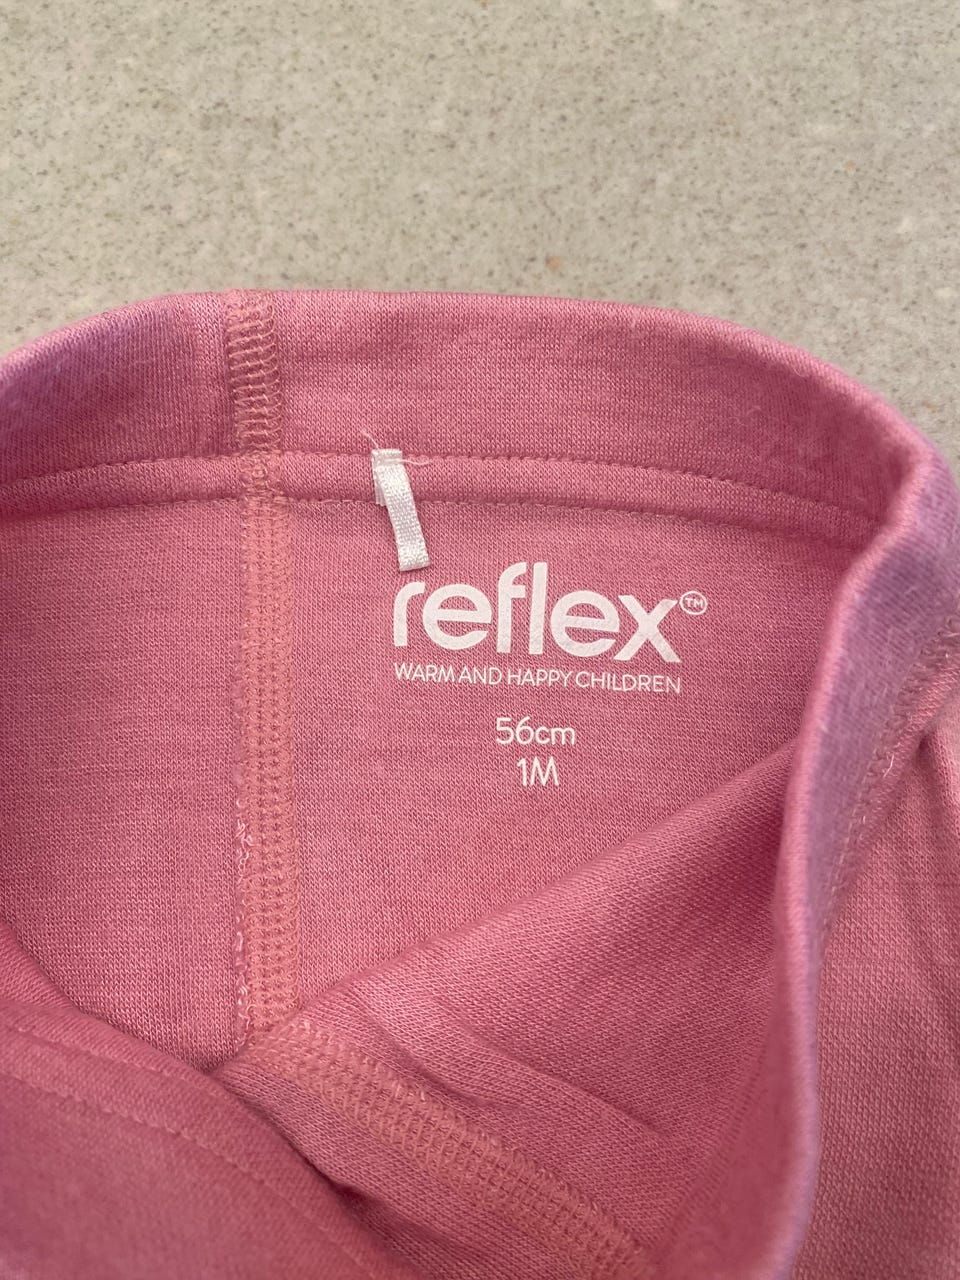 reflex™
WARM AND HAPPY CHILDREN
56cm
1M